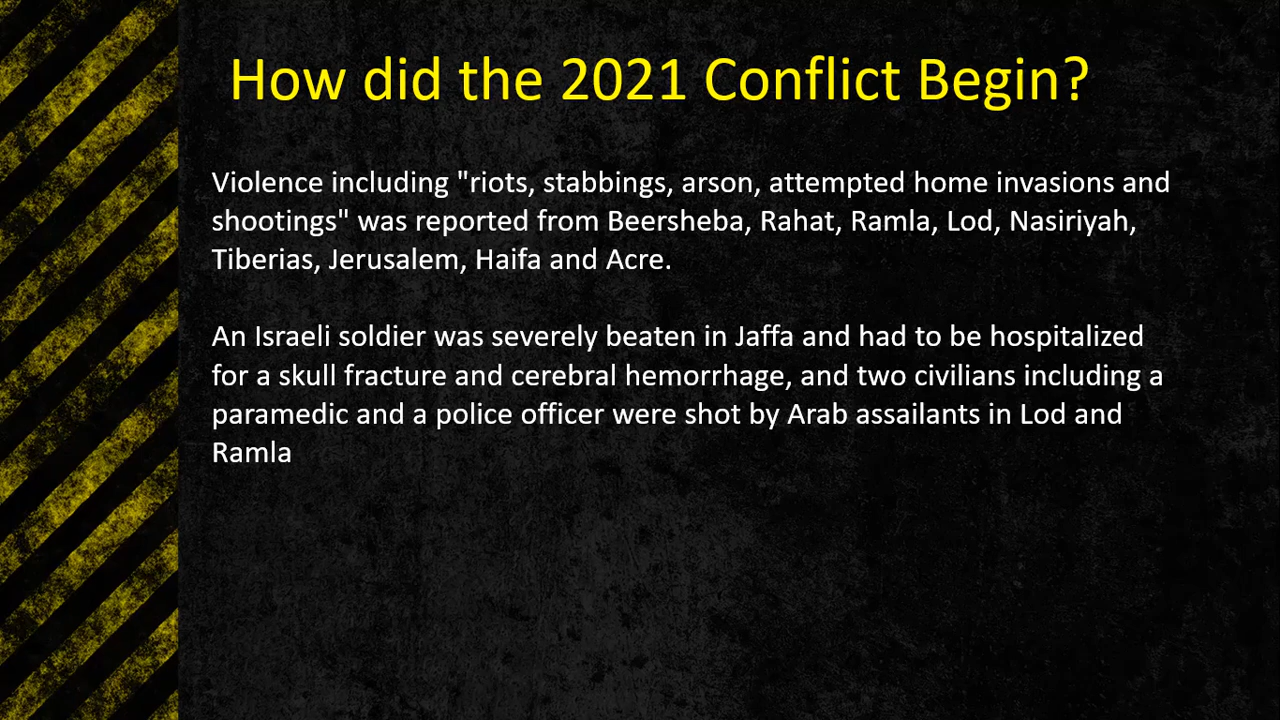 How did the 2021 Conflict Begin?
Violence including "riots, stabbings, arson, attempted home invasions and
shootings" was reported from Beersheba, Rahat, Ramla, Lod, Nasiriyah,
Tiberias, Jerusalem, Haifa and Acre.
An Israeli soldier was severely beaten in Jaffa and had to be hospitalized
for a skull fracture and cerebral hemorrhage, and two civilians including a
paramedic and a police officer were shot by Arab assailants in Lod and
Ramla